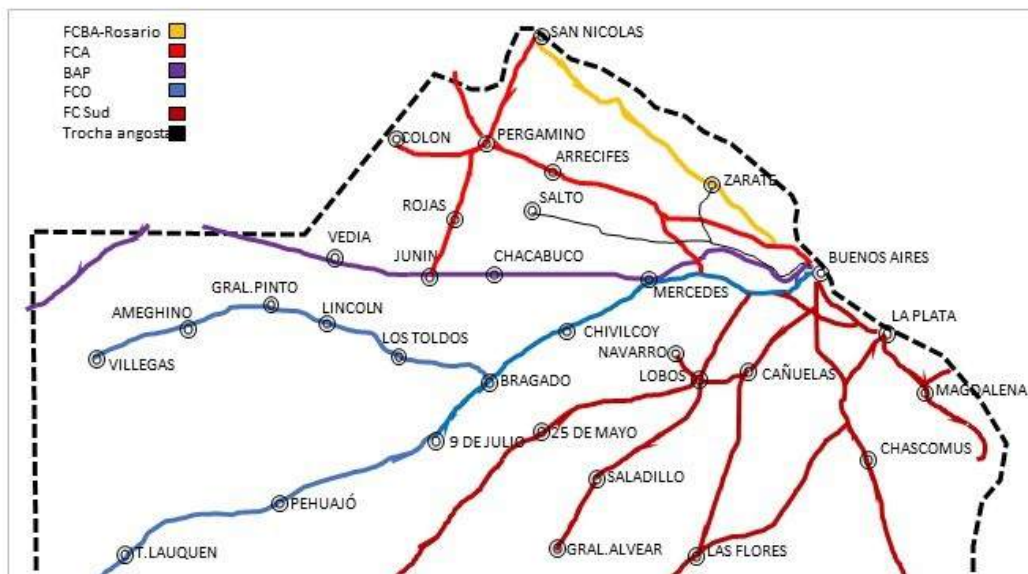 FCBA-Rosario
FCA
BAP
FCO
FC Sud
Trocha angosta
SAN NICOLAS
COLON
PERGAMINO
ARRECIFES
ZARATE
SALTO
ROJAS
VEDIA
JUNIN
CHACABUCO
BUENOS AIRES
MERCEDES
GRAL.PINTO
AMEGHINO
LINCOLN
LA PLATA
CHIVILCOY
LOS TOLDOS
NAVARRO
VILLEGAS
LOBOS
CAÑUELAS
BRAGADO
MAGDALENA
9 DE JULIO
25 DE MAYO
CHASCOMUS
SALADILLO
PEHUAJÓ
T.LAUQUEN
GRAL.ALVEAR
LAS FLORES